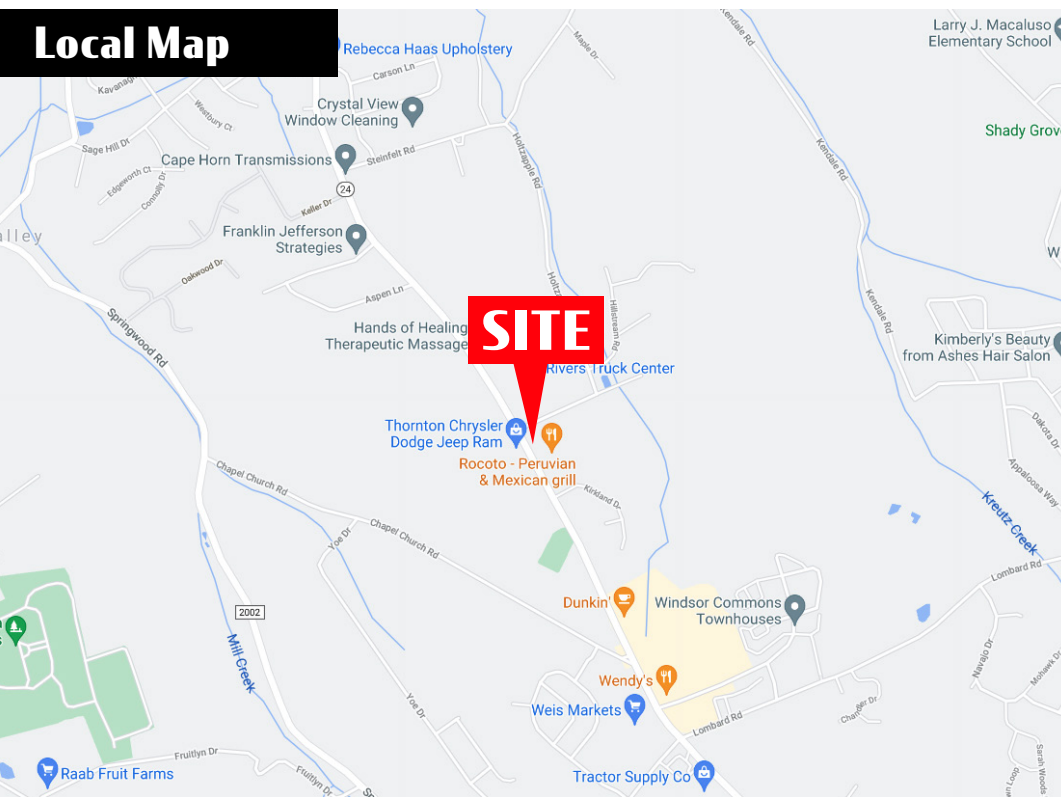 Local Map
Rebecca Haas Upholstery
Larry J. Macaluso
Elementary School
Maple Dr
Kendale Rd
Carson Ln
Crystal View
Window Cleaning
Westbury Ct
Sage Hill Dr
Cape Horn Transmissions
Steinfelt Rd
Holtzapple Rd
Kendale Rd
Edgeworth Ct
Connolly Dr
24
Keller Dr
Franklin Jefferson
Strategies
Oakwood Dr
Aspen Ln
Springwood Rd
Hands of Healing
Therapeutic Massage
SITE
Hillstream Rd
Kendale Rd
Kimberly's Beauty
from Ashes Hair Salon
Rivers Truck Center
Thornton Chrysler
Dodge Jeep Ram
Rocoto - Peruvian
& Mexican grill
Dakota Dr
Chapel Church Rd
Kirkland D
Appaloosa Way
Kreutz Creek
Yoe Dr
Chapel Church Rd
Lombard Rd
2002
Dunkin'
Windsor Commons
Townhouses
Mill Creek
Navajo Dr
Mohawk D
Wendy's
Weis Markets
Yoe Dr
Lombard Rd
Fruitlyn Dr
Raab Fruit Farms
Fruitlyn Dr
Tractor Supply Co
Sarah Woods